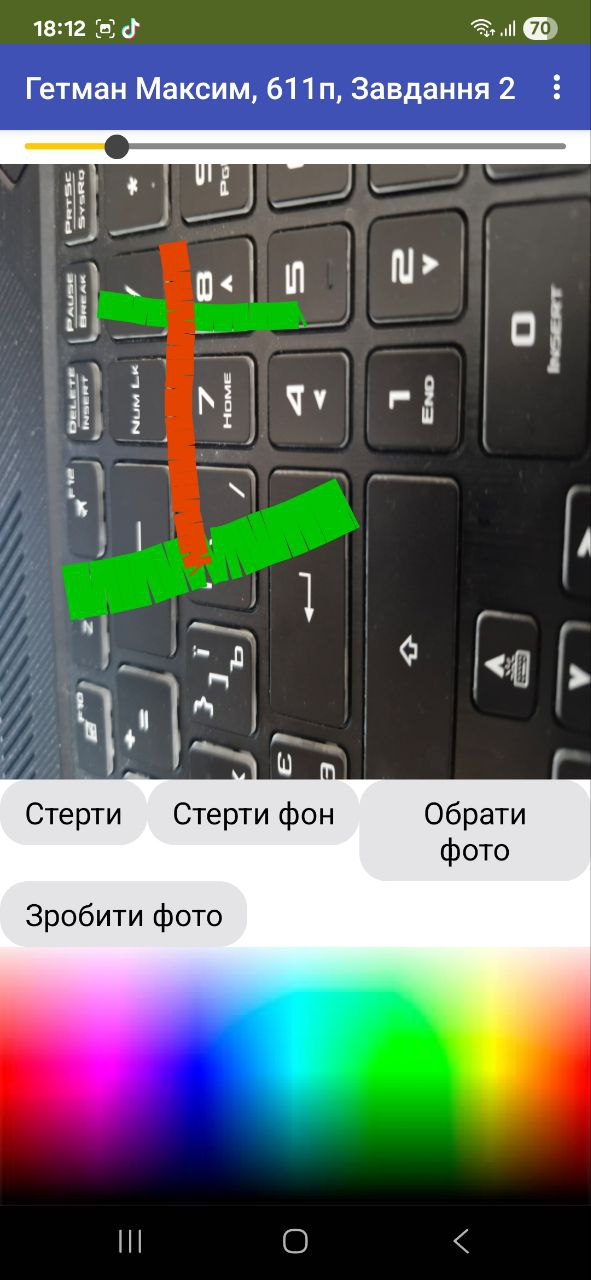 18:12
70
Гетман Максим, 611п, Завдання 2
PRTSC
SYSRQ
*
PAUSE
BREAK
8
5
2
0
INSERT
DELETE
INSERT
NUM LK
7
HOME
4
1
END
F12
/
+
=
Ї
Ъ
F10
Стерти
Стерти фон
Обрати
фото
Зробити фото